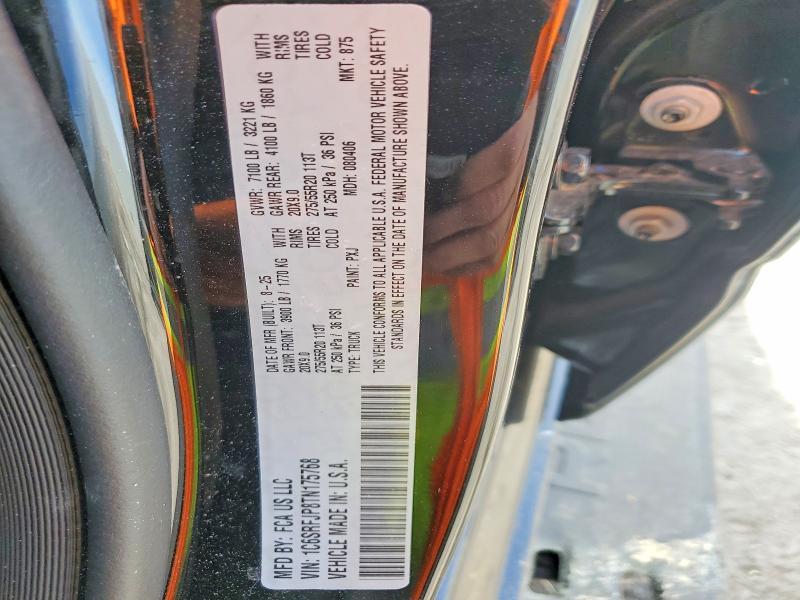 MFD BY: FCA US LLC
DATE OF MFR (BUILT): 8-25
GVWR: 7100 LB / 3221 KG
GAWR FRONT: 3900 LB / 1770 KG WITH
GAWR REAR: 4100 LB / 1860 KG WITH
20X9.0 RIMS
20X9.0 RIMS
275/55R20 113T TIRES
275/55R20 113T TIRES
AT 250 kPa / 36 PSI COLD
AT 250 kPa / 36 PSI COLD
VIN: 1C6SRFJP8TN175768
TYPE: TRUCK
PAINT: PXJ
MDH: 080406
MKT: 875
VEHICLE MADE IN: U.S.A.
THIS VEHICLE CONFORMS TO ALL APPLICABLE U.S.A. FEDERAL MOTOR VEHICLE SAFETY
STANDARDS IN EFFECT ON THE DATE OF MANUFACTURE SHOWN ABOVE.